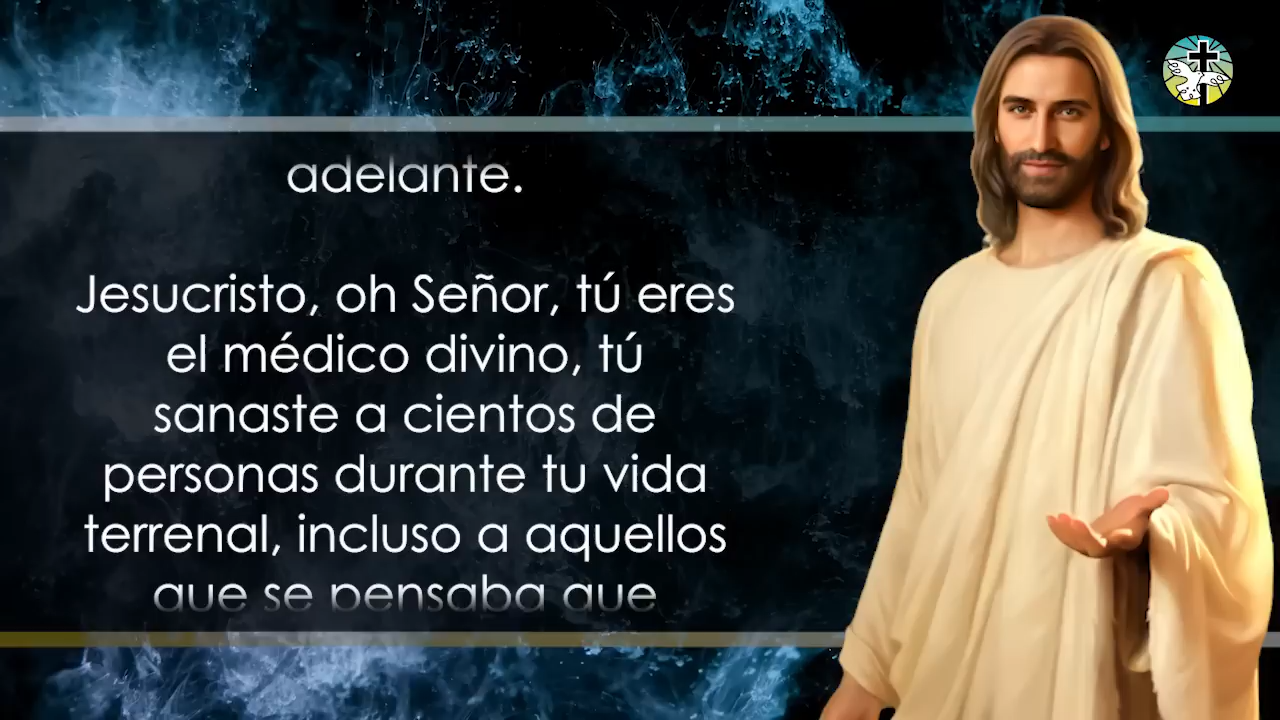 adelante.
Jesucristo, oh Señor, tú eres
el médico divino, tú
sanaste a cientos de
personas durante tu vida
terrenal, incluso a aquellos
que se pensaba que